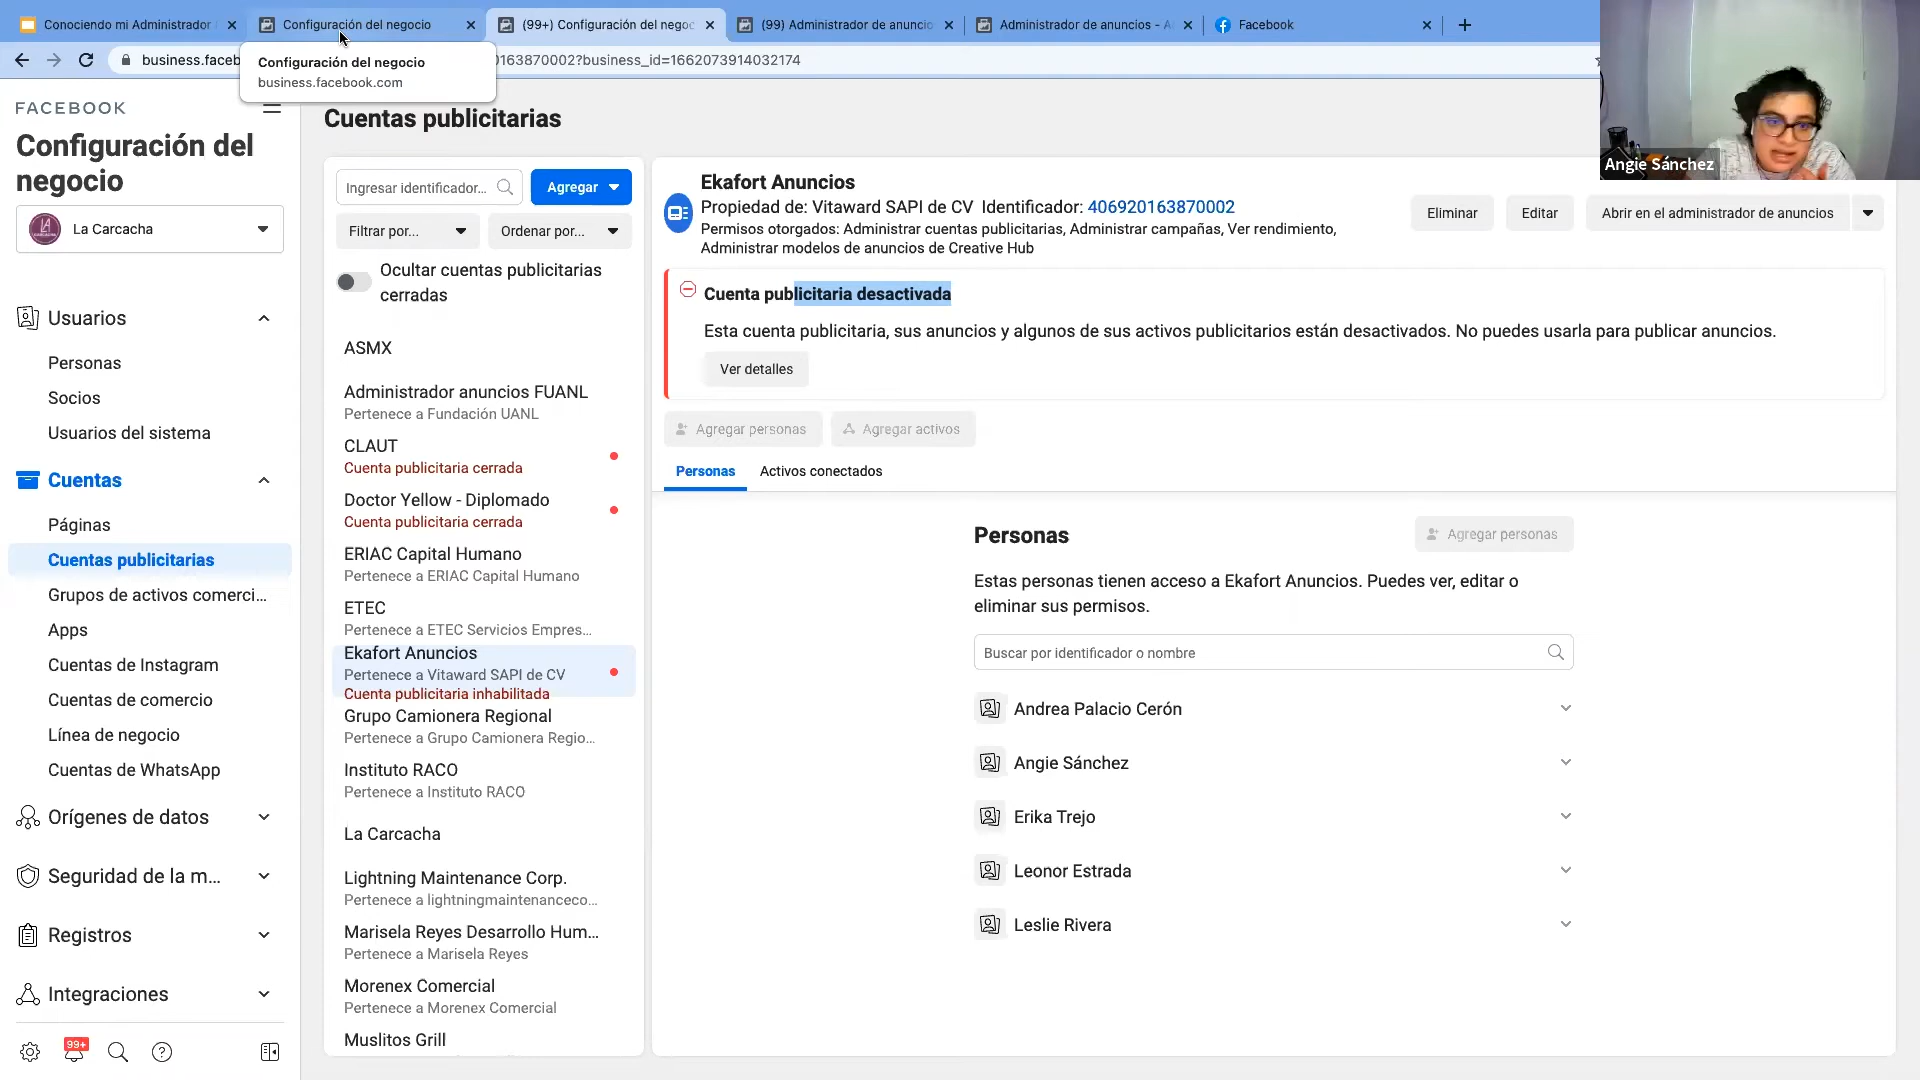 Conociendo mi Administrador
Configuración del negocio
(99+) Configuración del negoc
(99) Administrador de anuncio
Administrador de anuncios - A
Facebook
business.faceb
0163870002?business_id=1662073914032174
Configuración del negocio
business.facebook.com
Angie Sánchez
FACEBOOK
Configuración del
negocio
La Carcacha
Usuarios
Personas
Socios
Usuarios del sistema
Cuentas
Páginas
Cuentas publicitarias
Grupos de activos comerci...
Apps
Cuentas de Instagram
Cuentas de comercio
Línea de negocio
Cuentas de WhatsApp
Orígenes de datos
Seguridad de la m...
Registros
Integraciones
99+
Cuentas publicitarias
Ingresar identificador...
Agregar
Filtrar por...
Ordenar por...
Ocultar cuentas publicitarias
cerradas
ASMX
Administrador anuncios FUANL
Pertenece a Fundación UANL
CLAUT
Cuenta publicitaria cerrada
Doctor Yellow - Diplomado
Cuenta publicitaria cerrada
ERIAC Capital Humano
Pertenece a ERIAC Capital Humano
ETEC
Pertenece a ETEC Servicios Empres...
Ekafort Anuncios
Pertenece a Vitaward SAPI de CV
Cuenta publicitaria inhabilitada
Grupo Camionera Regional
Pertenece a Grupo Camionera Regio...
Instituto RACO
Pertenece a Instituto RACO
La Carcacha
Lightning Maintenance Corp.
Pertenece a lightningmaintenanceco...
Marisela Reyes Desarrollo Hum...
Pertenece a Marisela Reyes
Morenex Comercial
Pertenece a Morenex Comercial
Muslitos Grill
Ekafort Anuncios
Propiedad de: Vitaward SAPI de CV Identificador: 406920163870002
Permisos otorgados: Administrar cuentas publicitarias, Administrar campañas, Ver rendimiento,
Administrar modelos de anuncios de Creative Hub
Eliminar
Editar
Abrir en el administrador de anuncios
Cuenta publicitaria desactivada
Esta cuenta publicitaria, sus anuncios y algunos de sus activos publicitarios están desactivados. No puedes usarla para publicar anuncios.
Ver detalles
Agregar personas
Agregar activos
Personas
Activos conectados
Personas
Agregar personas
Estas personas tienen acceso a Ekafort Anuncios. Puedes ver, editar o
eliminar sus permisos.
Buscar por identificador o nombre
Andrea Palacio Cerón
Angie Sánchez
Erika Trejo
Leonor Estrada
Leslie Rivera